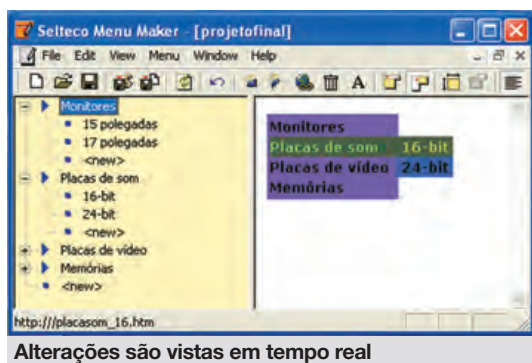 Selteco Menu Maker - [projetofinal]
File Edit View Menu Window Help
Monitores
15 polegadas
17 polegadas
<new>
Placas de som
16-bit
24-bit
<new>
Placas de vídeo
Memórias
<new>
Monitores
Placas de som 16-bit
Placas de vídeo 24-bit
Memórias
http:///placasom_16.htm
Alterações são vistas em tempo real